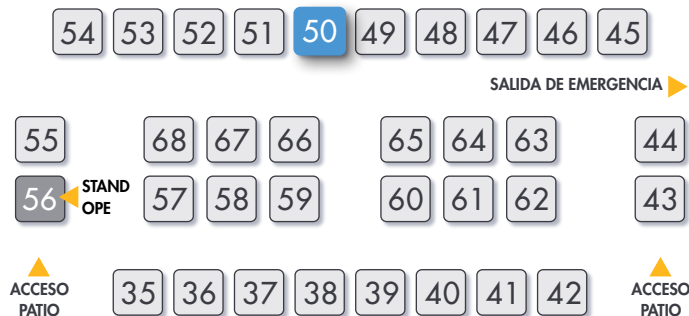 54 53 52 51 50 49 48 47 46 45
SALIDA DE EMERGENCIA
55 68 67 66 65 64 63 44
56 STAND OPE 57 58 59 60 61 62 43
ACCESO PATIO 35 36 37 38 39 40 41 42 ACCESO PATIO